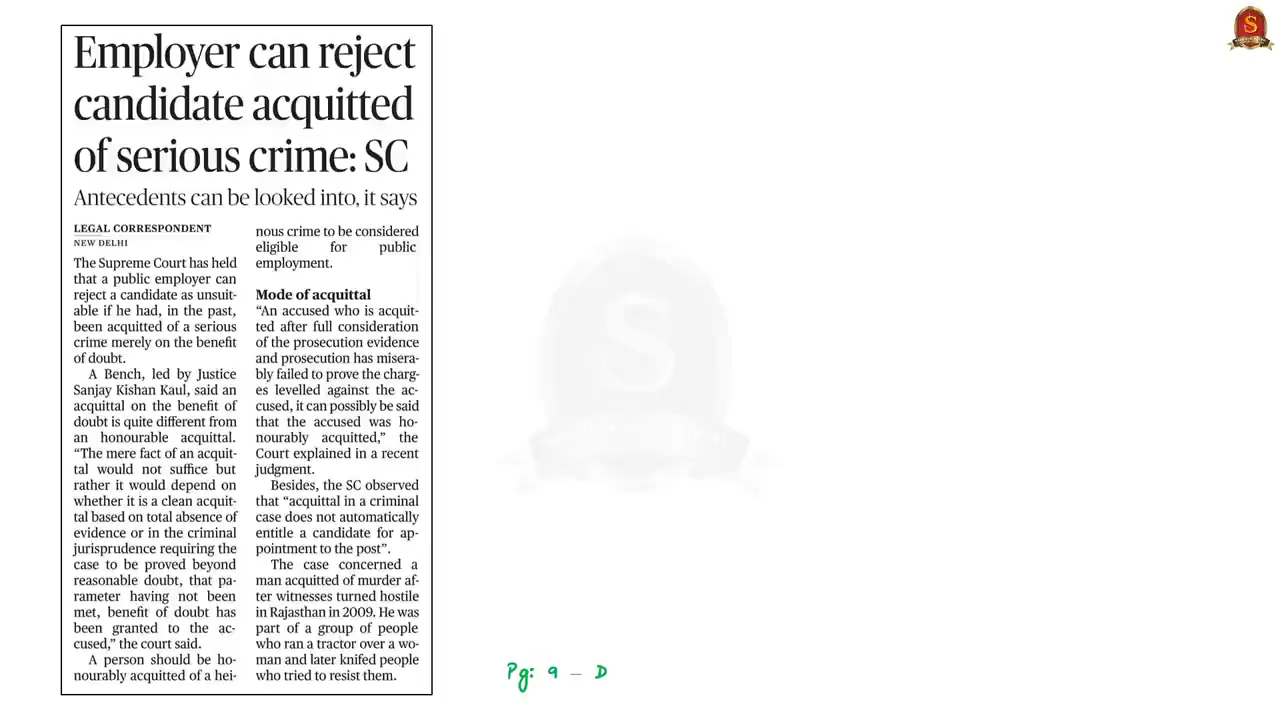 Employer can reject
candidate acquitted
of serious crime: SC
Antecedents can be looked into, it says
LEGAL CORRESPONDENT
NEW DELHI
The Supreme Court has held
that a public employer can
reject a candidate as unsuit-
able if he had, in the past,
been acquitted of a serious
crime merely on the benefit
of doubt.
A Bench, led by Justice
Sanjay Kishan Kaul, said an
acquittal on the benefit of
doubt is quite different from
an honourable acquittal.
“The mere fact of an acquit-
tal would not suffice but
rather it would depend on
whether it is a clean acquit-
tal based on total absence of
evidence or in the criminal
jurisprudence requiring the
case to be proved beyond
reasonable doubt, that pa-
rameter having not been
met, benefit of doubt has
been granted to the ac-
cused,” the court said.
A person should be ho-
nourably acquitted of a hei-
nous crime to be considered
eligible for public
employment.
Mode of acquittal
“An accused who is acquit-
ted after full consideration
of the prosecution evidence
and prosecution has misera-
bly failed to prove the charg-
es levelled against the ac-
cused, it can possibly be said
that the accused was ho-
nourably acquitted,” the
Court explained in a recent
judgment.
Besides, the SC observed
that “acquittal in a criminal
case does not automatically
entitle a candidate for ap-
pointment to the post”.
The case concerned a
man acquitted of murder af-
ter witnesses turned hostile
in Rajasthan in 2009. He was
part of a group of people
who ran a tractor over a wo-
man and later knifed people
who tried to resist them.
Pg: 9 – D
S
S